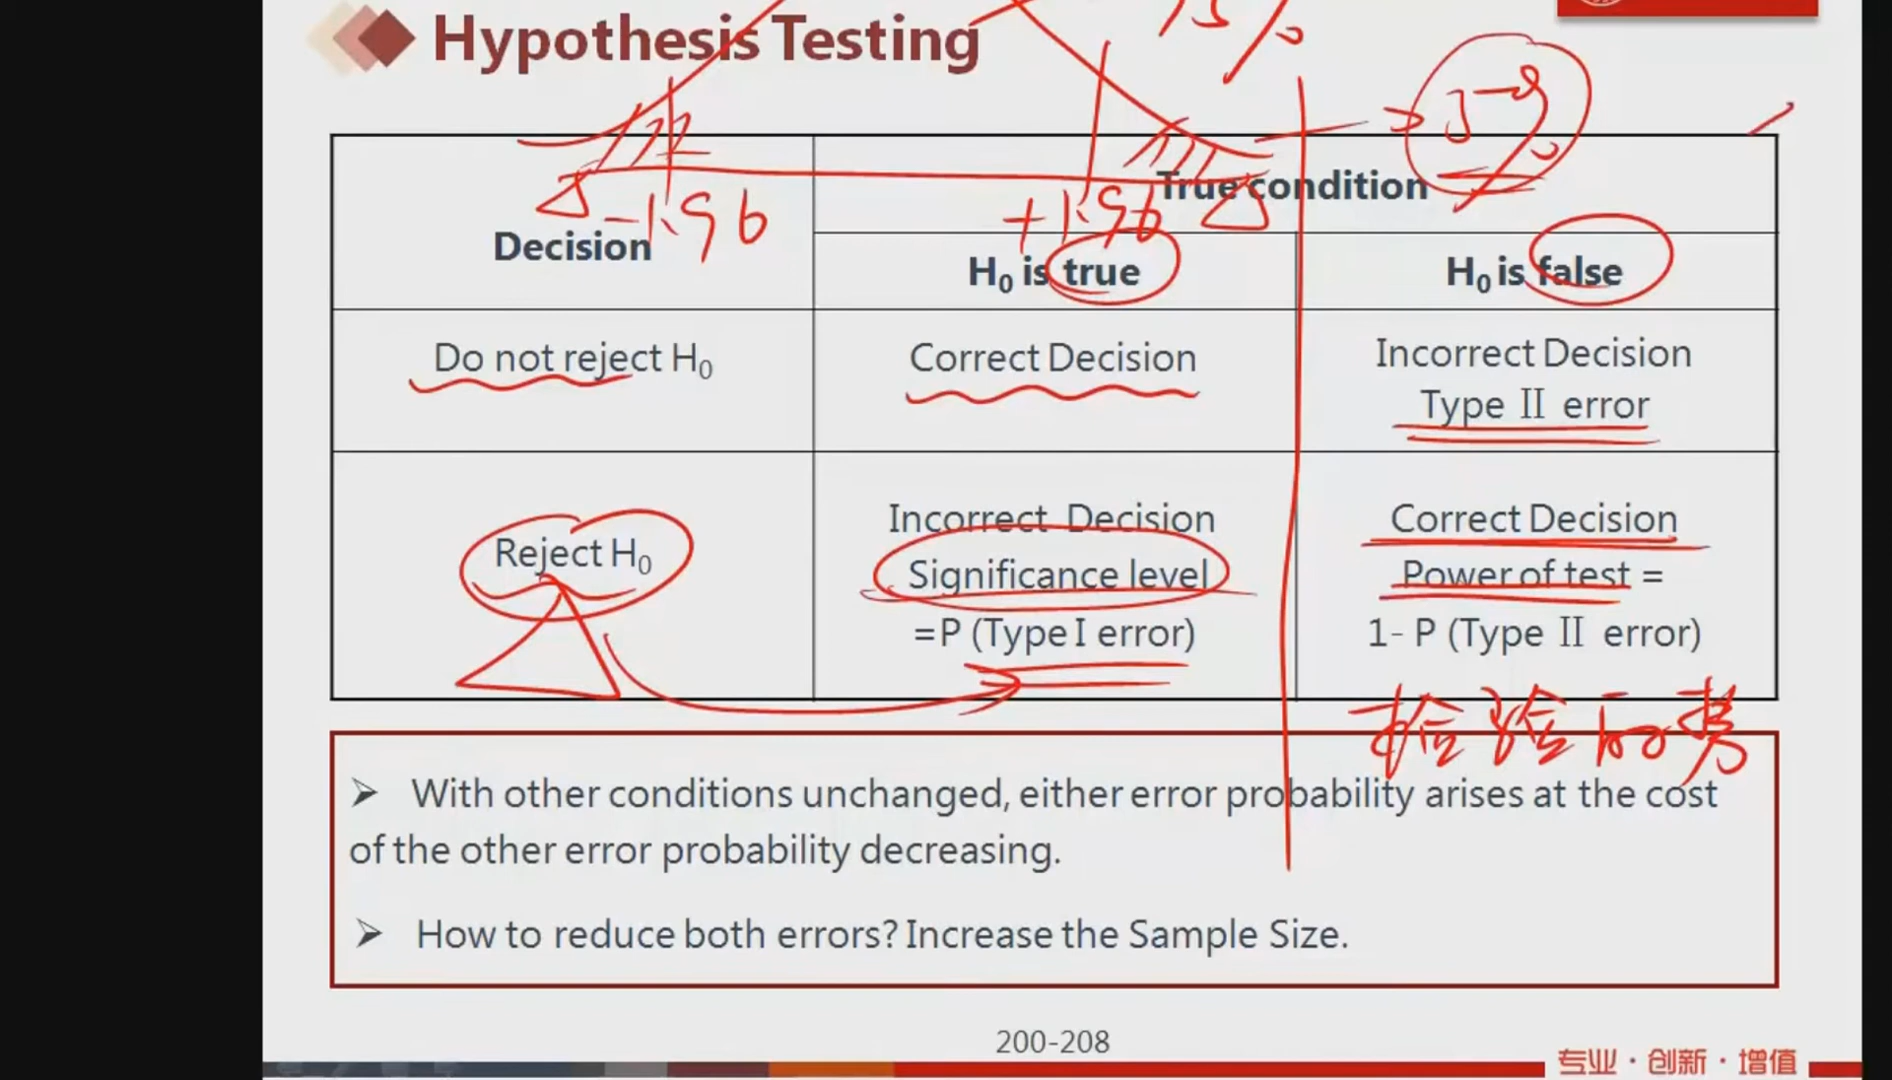 Hypothesis Testing
95%
5%
-1.96
+1.96
Decision
True condition
H₀ is true
H₀ is false
Do not reject H₀
Correct Decision
Incorrect Decision
Type II error
Reject H₀
Incorrect Decision
Significance level
=P (Type I error)
Correct Decision
Power of test =
1- P (Type II error)
检验的势
➢ With other conditions unchanged, either error probability arises at the cost
of the other error probability decreasing.
➢ How to reduce both errors? Increase the Sample Size.
200-208
专业·创新·增值